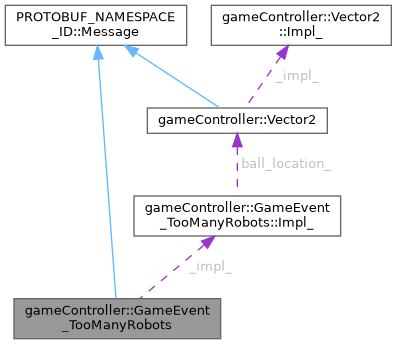 PROTOBUF_NAMESPACE
_ID::Message
gameController::Vector2
::Impl_
_impl_
gameController::Vector2
ball_location_
gameController::GameEvent
_TooManyRobots::Impl_
_impl_
gameController::GameEvent
_TooManyRobots